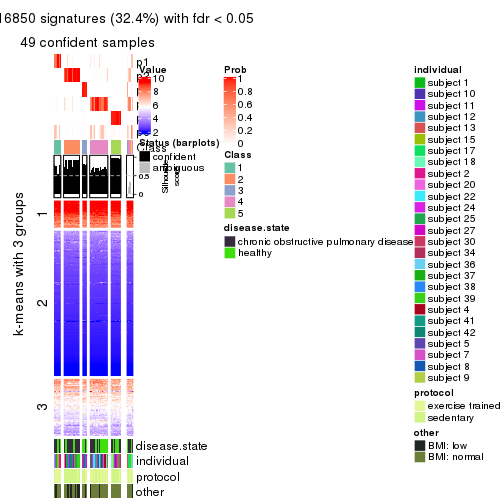 16850 signatures (32.4%) with fdr < 0.05
49 confident samples
p1
Value
10
8
6
4
2
Prob
1
0.8
0.6
0.4
0.2
0
Status (barplots)
confident
ambiguous
Class
1
2
3
4
5
0.5
0
Silhouette
score
disease.state
chronic obstructive pulmonary disease
healthy
k-means with 3 groups
1
2
3
disease.state
individual
protocol
other
individual
subject 1
subject 10
subject 11
subject 12
subject 13
subject 15
subject 17
subject 18
subject 2
subject 20
subject 22
subject 24
subject 25
subject 27
subject 30
subject 34
subject 36
subject 37
subject 38
subject 39
subject 4
subject 41
subject 42
subject 5
subject 7
subject 8
subject 9
protocol
exercise trained
sedentary
other
BMI: low
BMI: normal